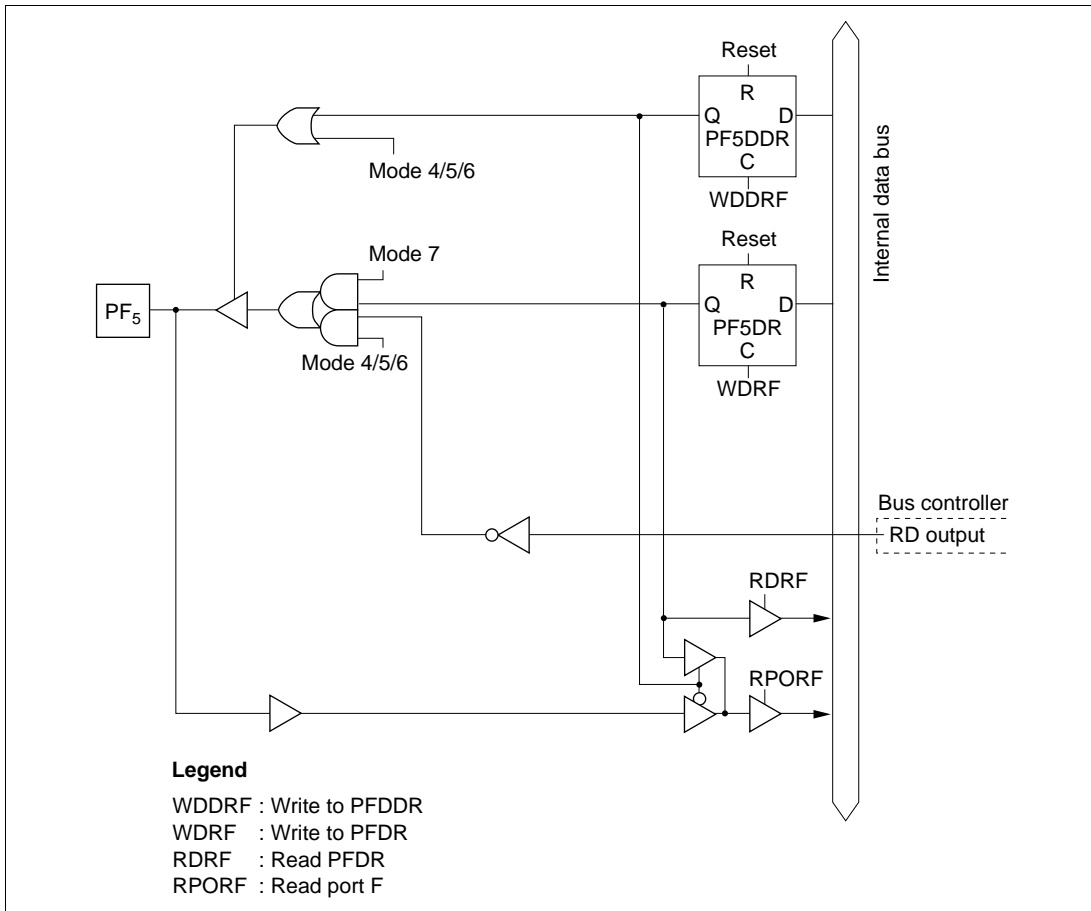 Reset
R
Q D
PF5DDR
C
WDDRF
Mode 4/5/6
Internal data bus
Reset
R
Q D
PF5DR
C
WDRF
Mode 7
PF5
Mode 4/5/6
Bus controller
RD output
RDRF
RPORF
Legend
WDDRF : Write to PFDDR
WDRF : Write to PFDR
RDRF : Read PFDR
RPORF : Read port F